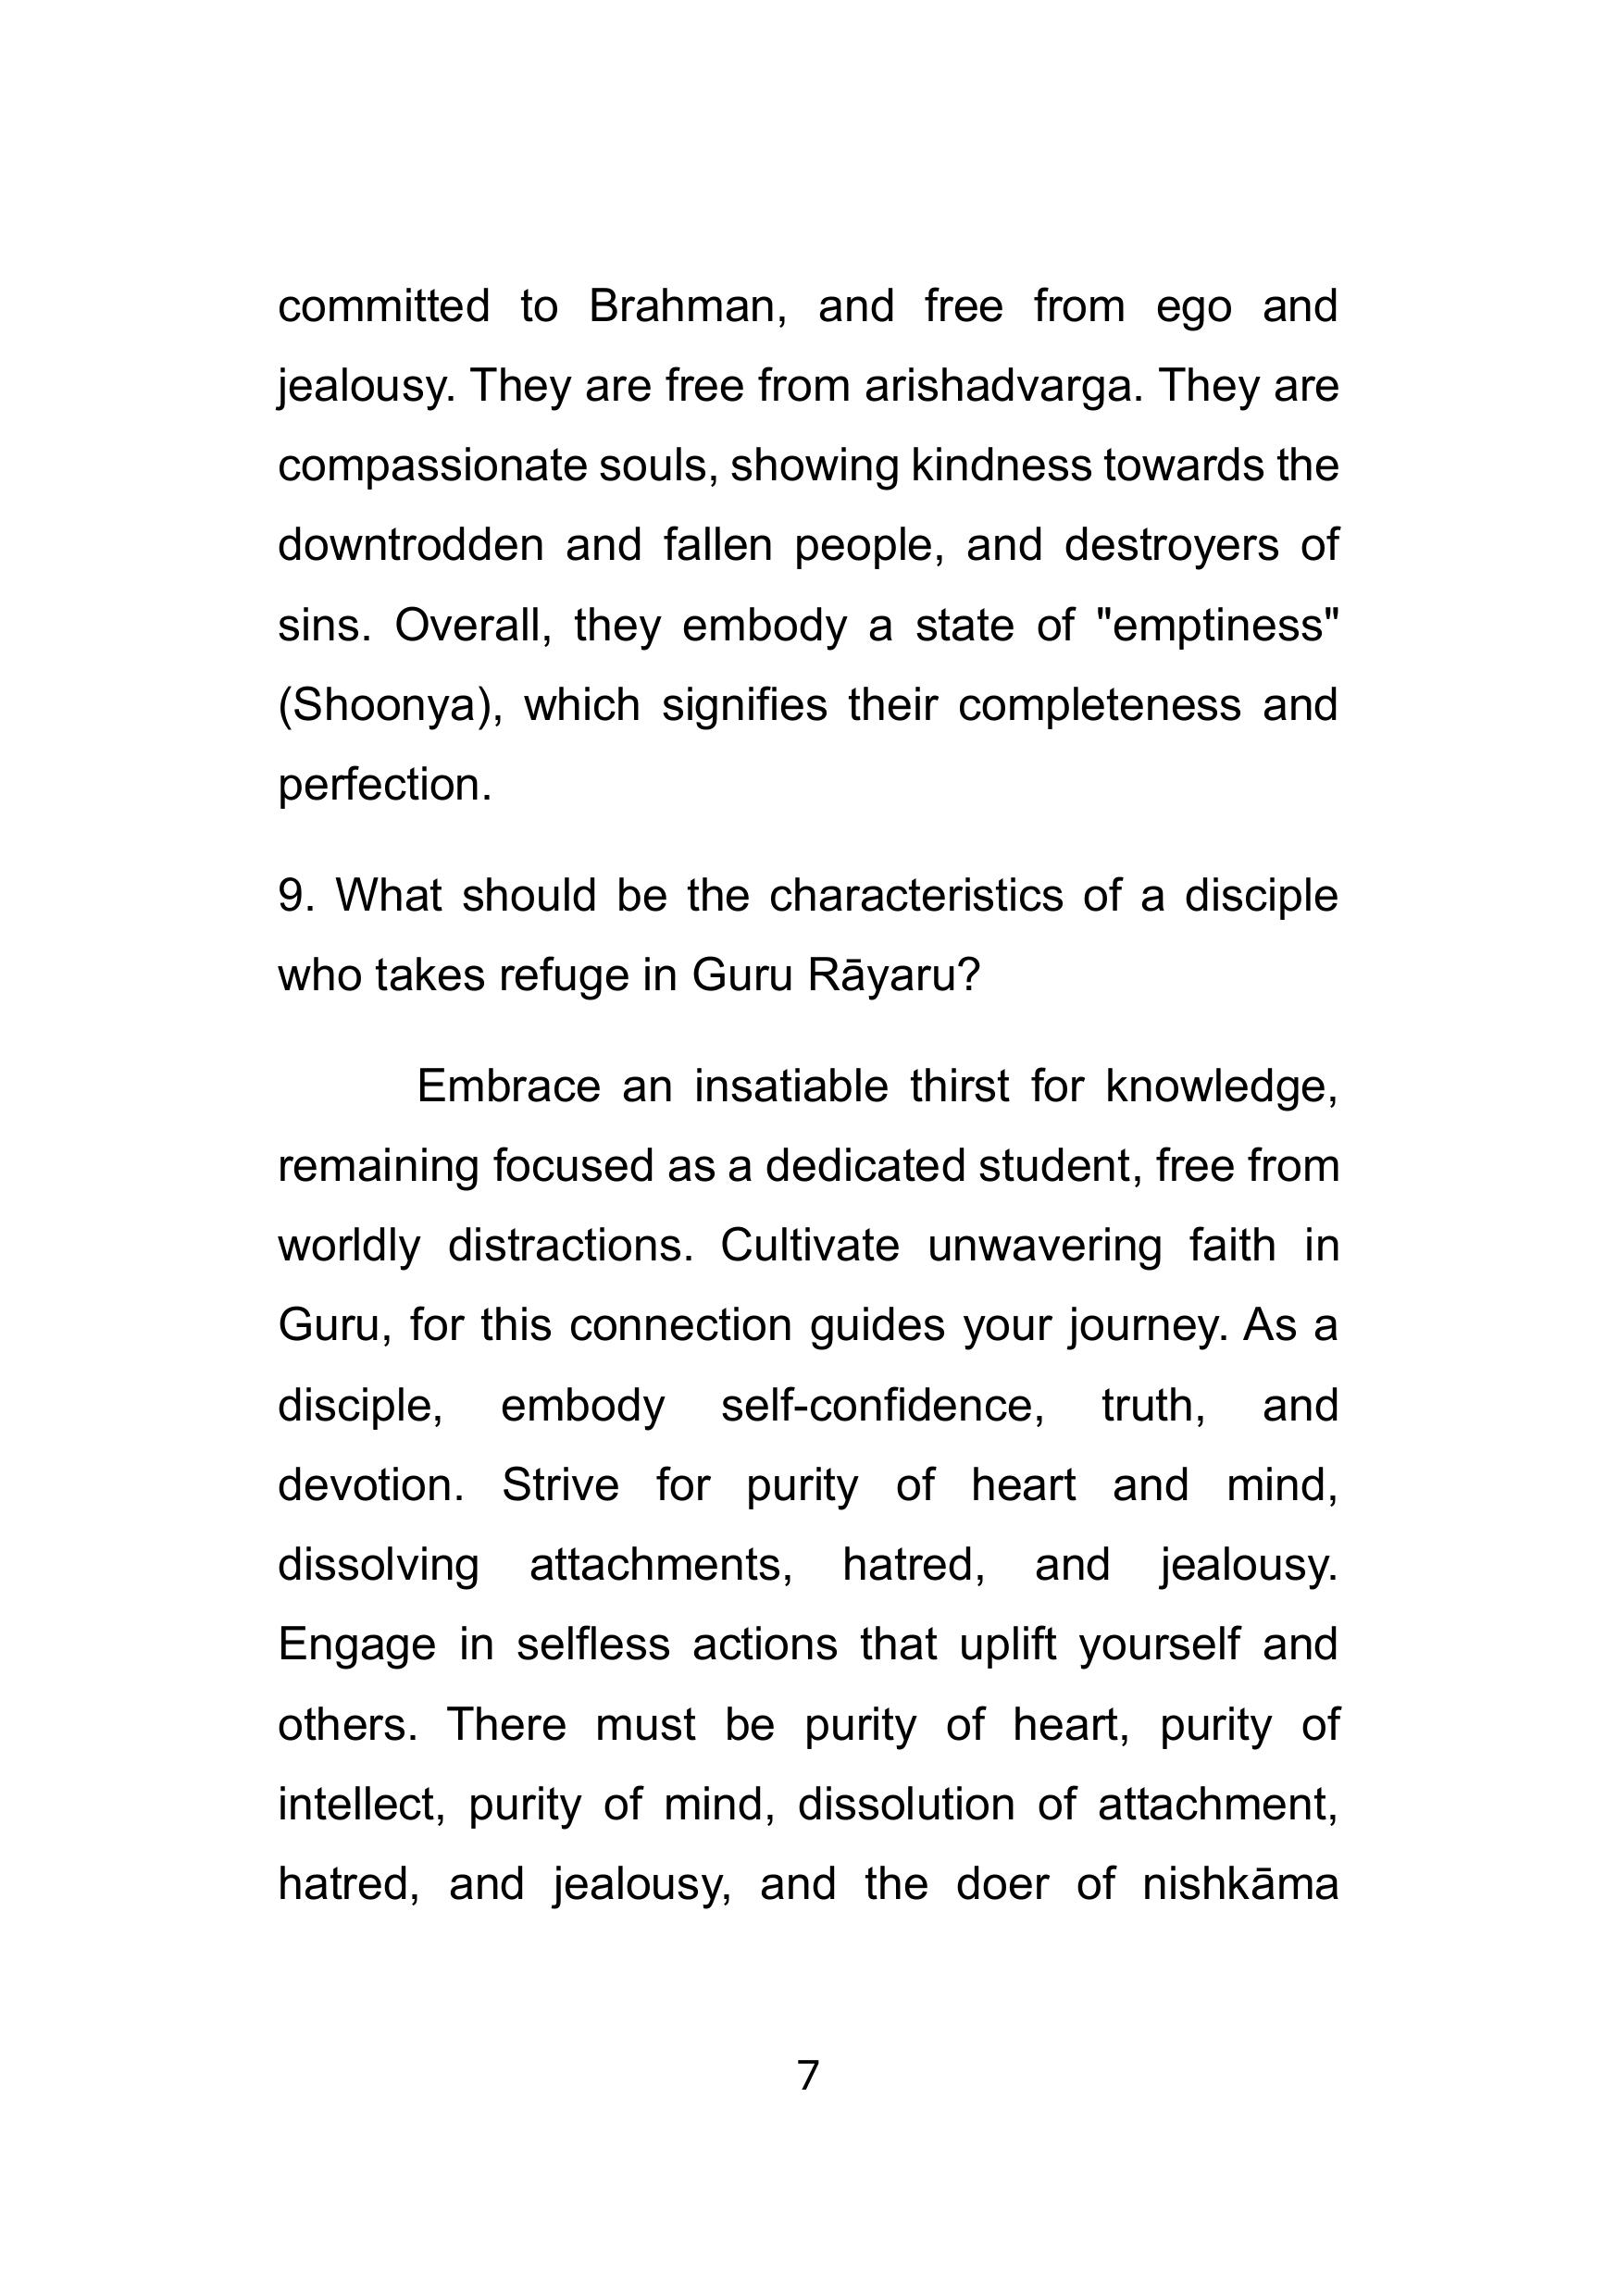 committed to Brahman, and free from ego and
jealousy. They are free from arishadvarga. They are
compassionate souls, showing kindness towards the
downtrodden and fallen people, and destroyers of
sins. Overall, they embody a state of "emptiness"
(Shoonya), which signifies their completeness and
perfection.
9. What should be the characteristics of a disciple
who takes refuge in Guru Rāyaru?
Embrace an insatiable thirst for knowledge,
remaining focused as a dedicated student, free from
worldly distractions. Cultivate unwavering faith in
Guru, for this connection guides your journey. As a
disciple, embody self-confidence, truth, and
devotion. Strive for purity of heart and mind,
dissolving attachments, hatred, and jealousy.
Engage in selfless actions that uplift yourself and
others. There must be purity of heart, purity of
intellect, purity of mind, dissolution of attachment,
hatred, and jealousy, and the doer of nishkāma
7